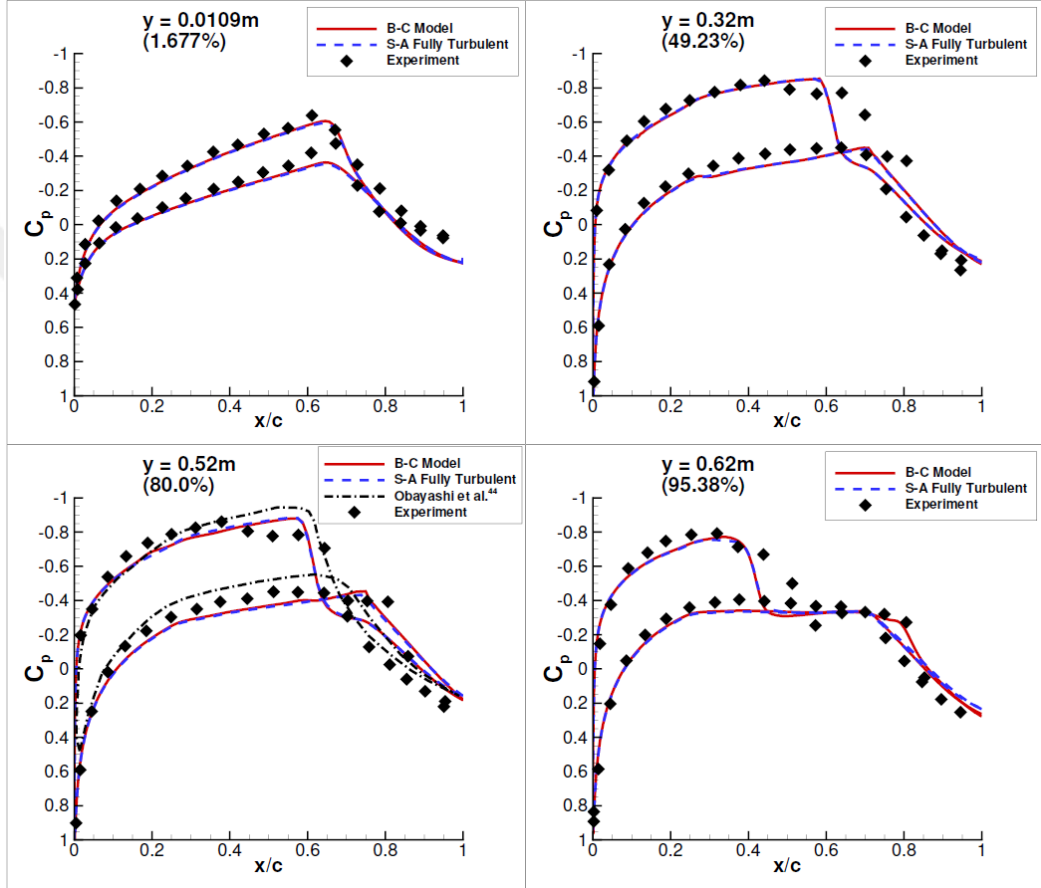 y = 0.0109m
(1.677%)
B-C Model
S-A Fully Turbulent
Experiment
-1
-0.8
-0.6
-0.4
-0.2
0
0.2
0.4
0.6
0.8
1
Cp
0
0.2
0.4
0.6
0.8
1
x/c
y = 0.32m
(49.23%)
B-C Model
S-A Fully Turbulent
Experiment
-1
-0.8
-0.6
-0.4
-0.2
0
0.2
0.4
0.6
0.8
1
Cp
0
0.2
0.4
0.6
0.8
1
x/c
y = 0.52m
(80.0%)
B-C Model
S-A Fully Turbulent
Obayashi et al.44
Experiment
-1
-0.8
-0.6
-0.4
-0.2
0
0.2
0.4
0.6
0.8
1
Cp
0
0.2
0.4
0.6
0.8
1
x/c
y = 0.62m
(95.38%)
B-C Model
S-A Fully Turbulent
Experiment
-1
-0.8
-0.6
-0.4
-0.2
0
0.2
0.4
0.6
0.8
1
Cp
0
0.2
0.4
0.6
0.8
1
x/c